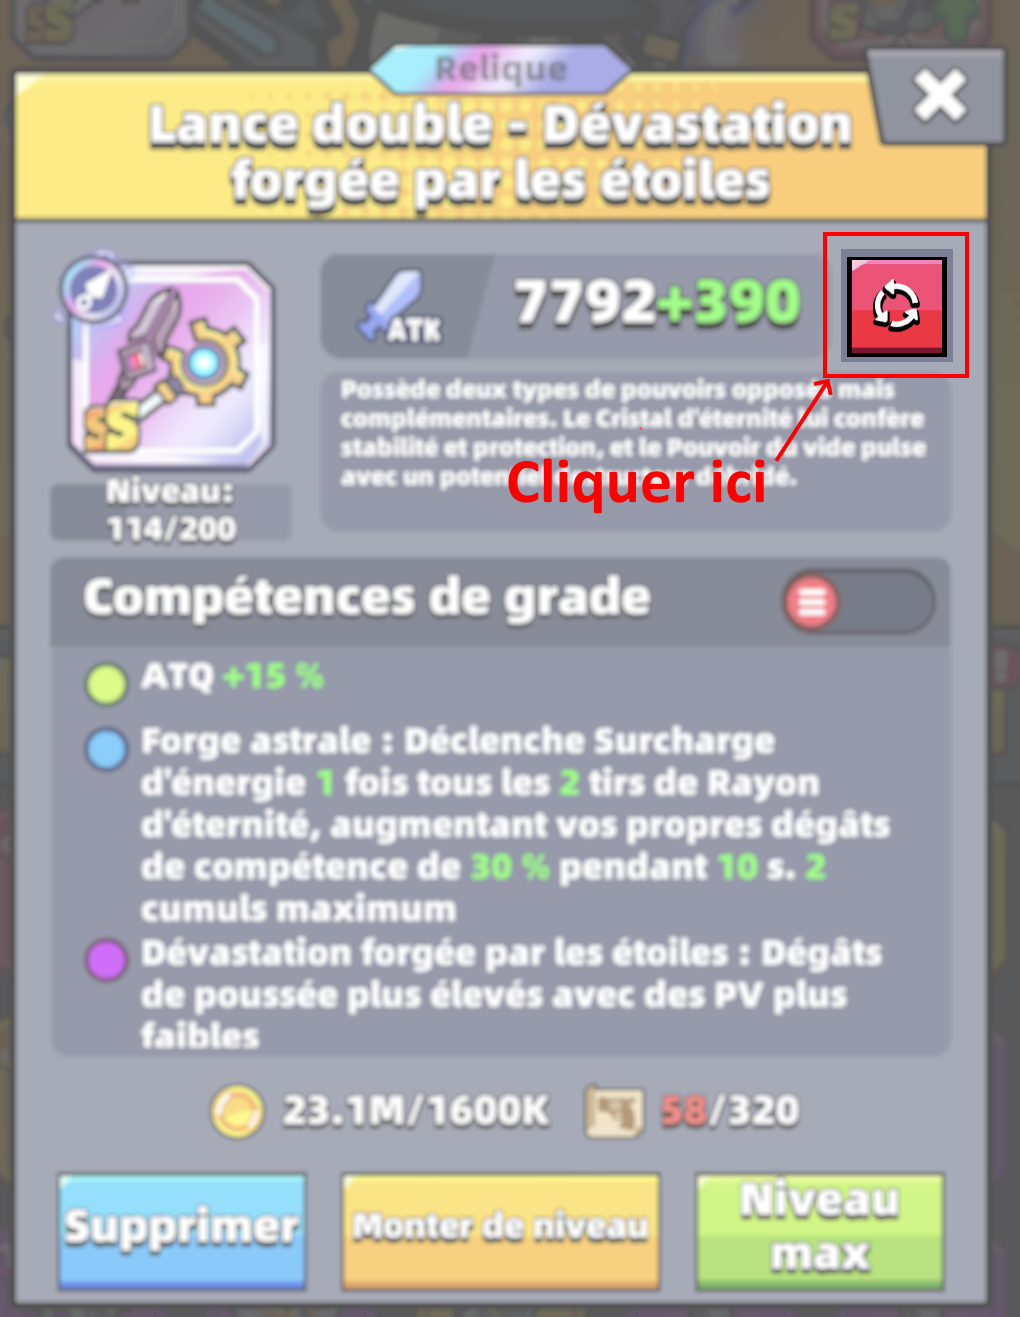 Relique
Lance double - Dévastation
forgée par les étoiles
ATK
7792+390
SS
Niveau:
114/200
Possède deux types de pouvoirs opposés mais
complémentaires. Le Cristal d'éternité lui confère
stabilité et protection, et le Pouvoir du vide pulse
avec un
Cliquer ici
Compétences de grade
ATQ +15 %
Forge astrale : Déclenche Surcharge
d'énergie 1 fois tous les 2 tirs de Rayon
d'éternité, augmentant vos propres dégâts
de compétence de 30 % pendant 10 s. 2
cumuls maximum
Dévastation forgée par les étoiles : Dégâts
de poussée plus élevés avec des PV plus
faibles
23.1M/1600K
58/320
Supprimer
Monter de niveau
Niveau
max